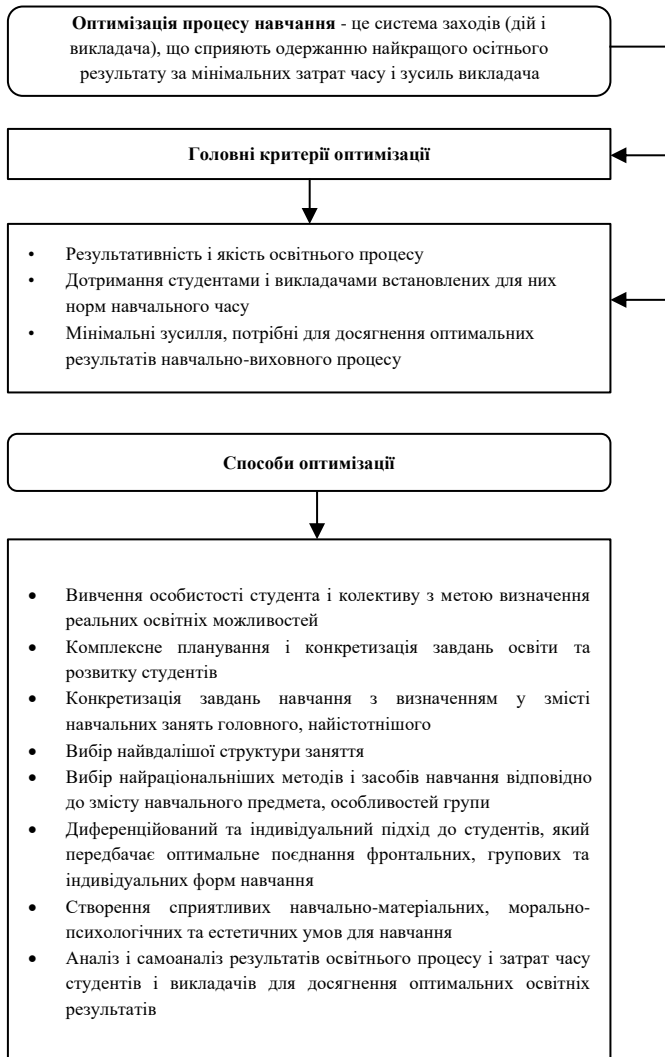 Оптимізація процесу навчання - це система заходів (дій і
викладача), що сприяють одержанню найкращого осітнього
результату за мінімальних затрат часу і зусиль викладача
Головні критерії оптимізації
• Результативність і якість освітнього процесу
• Дотримання студентами і викладачами встановлених для них
норм навчального часу
• Мінімальні зусилля, потрібні для досягнення оптимальних
результатів навчально-виховного процесу
Способи оптимізації
• Вивчення особистості студента і колективу з метою визначення
реальних освітніх можливостей
• Комплексне планування і конкретизація завдань освіти та
розвитку студентів
• Конкретизація завдань навчання з визначенням у змісті
навчальних занять головного, найістотнішого
• Вибір найвдалішої структури заняття
• Вибір найраціональніших методів і засобів навчання відповідно
до змісту навчального предмета, особливостей групи
• Диференційований та індивідуальний підхід до студентів, який
передбачає оптимальне поєднання фронтальних, групових та
індивідуальних форм навчання
• Створення сприятливих навчально-матеріальних, морально-
психологічних та естетичних умов для навчання
• Аналіз і самоаналіз результатів освітнього процесу і затрат часу
студентів і викладачів для досягнення оптимальних освітніх
результатів